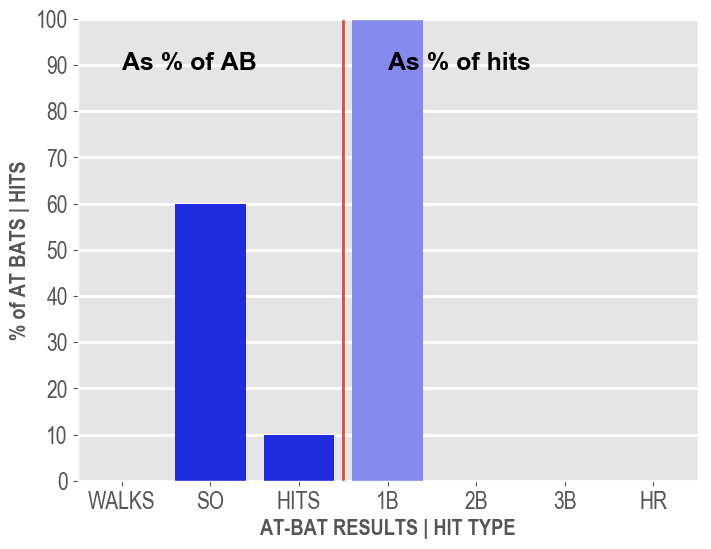 As % of AB
As % of hits
% of AT BATS | HITS
100
90
80
70
60
50
40
30
20
10
0
WALKS SO HITS 1B 2B 3B HR
AT-BAT RESULTS | HIT TYPE